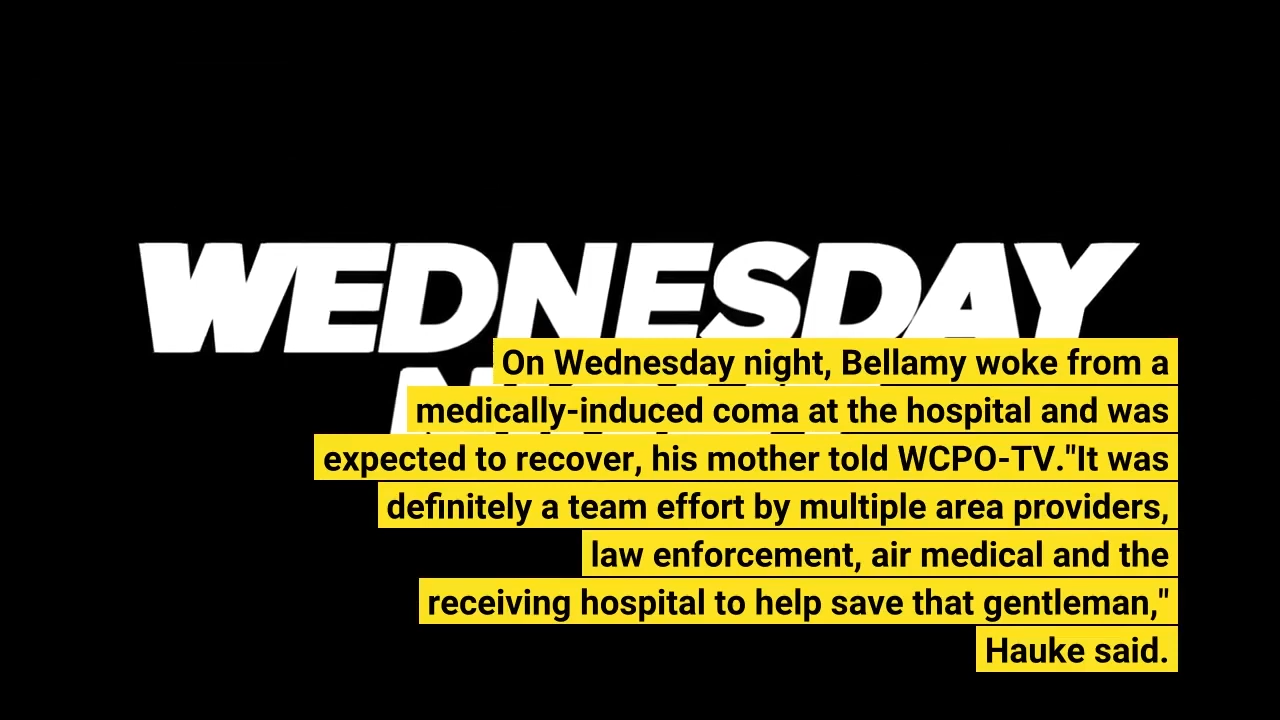 WEDNESDAY
On Wednesday night, Bellamy woke from a
medically-induced coma at the hospital and was
expected to recover, his mother told WCPO-TV."It was
definitely a team effort by multiple area providers,
law enforcement, air medical and the
receiving hospital to help save that gentleman,"
Hauke said.